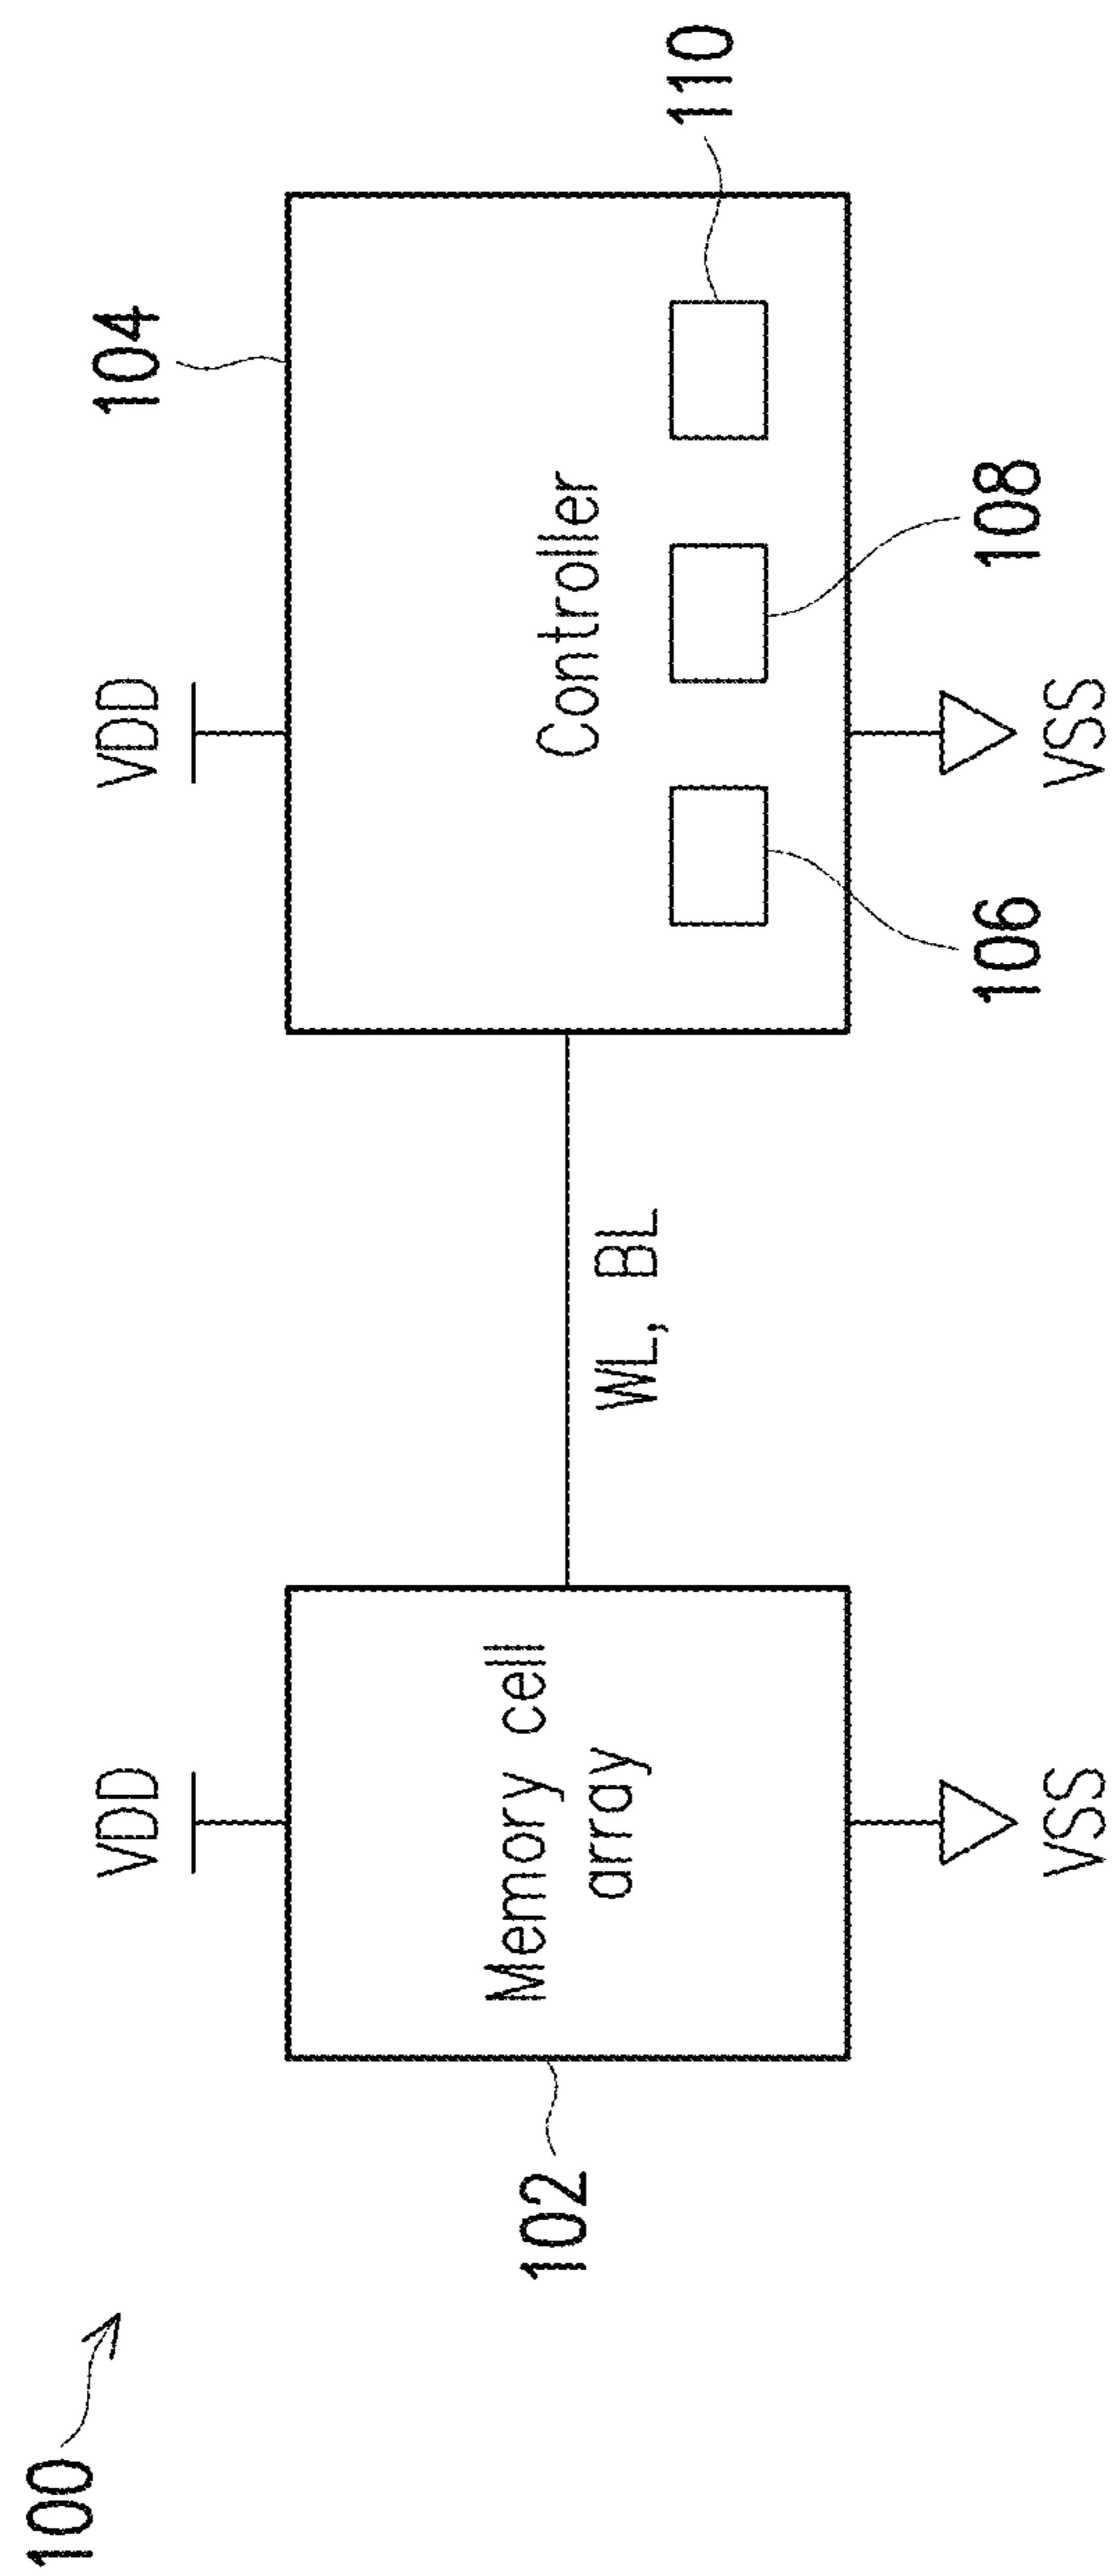 100
VDD
VDD
104
102
Memory cell
array
WL, BL
Controller
110
106
108
VSS
VSS